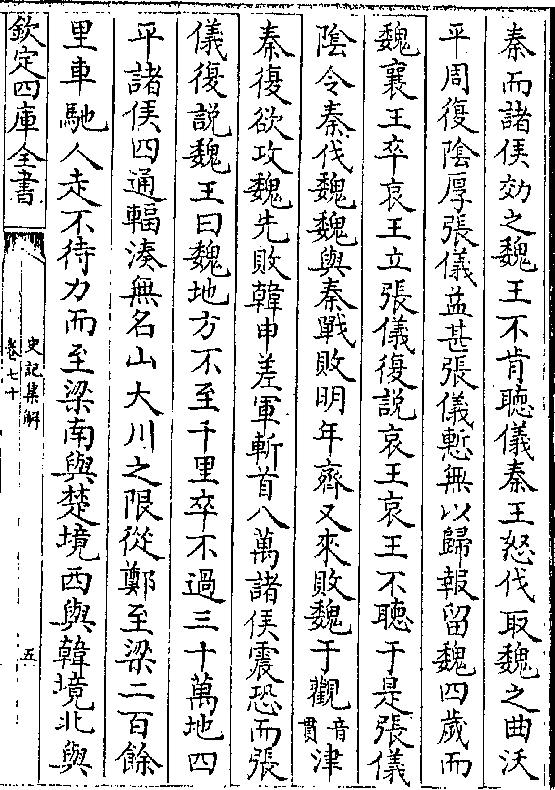 秦而諸侯効之魏王不肯聽儀秦王怒伐取魏之曲沃
平周復陰厚張儀益甚張儀慙無以歸報留魏四歲而
魏襄王卒哀王立張儀復説哀王哀王不聽于是張儀
陰令秦伐魏魏與秦戰敗明年齊又來敗魏于觀音貫津
秦復欲攻魏先敗韓申差軍斬首八萬諸侯震恐而張
儀復説魏王曰魏地方不至千里卒不過三十萬地四
平諸侯四通輻湊無名山大川之限從鄭至梁二百餘
里車馳人走不待力而至梁南與楚境西與韓境北與
欽定四庫全書
史記集解
卷七十
五